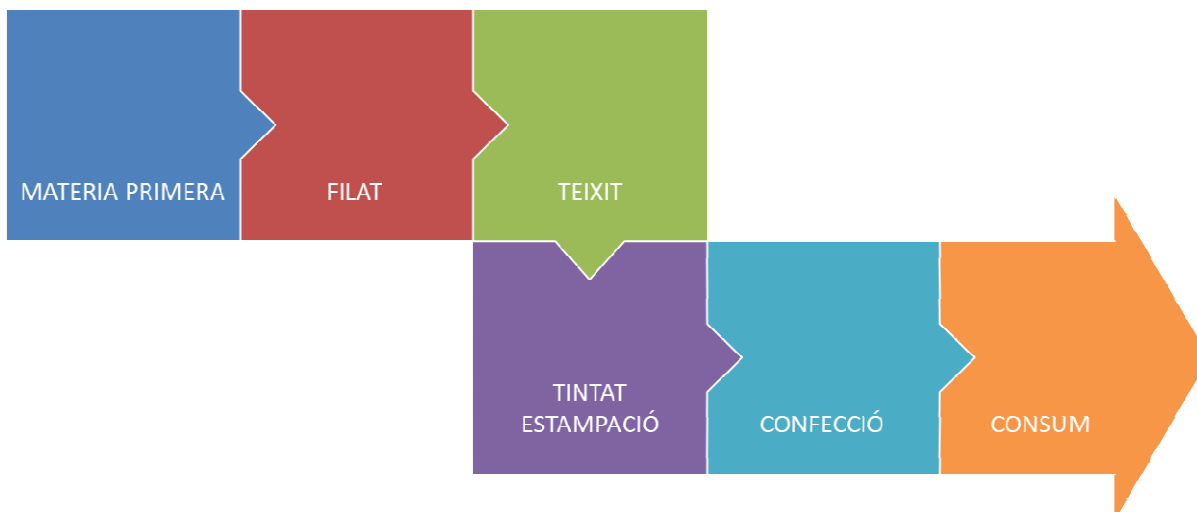 MATERIA PRIMERA
FILAT
TEIXIT
TINTAT
ESTAMPACIÓ
CONFECCIÓ
CONSUM